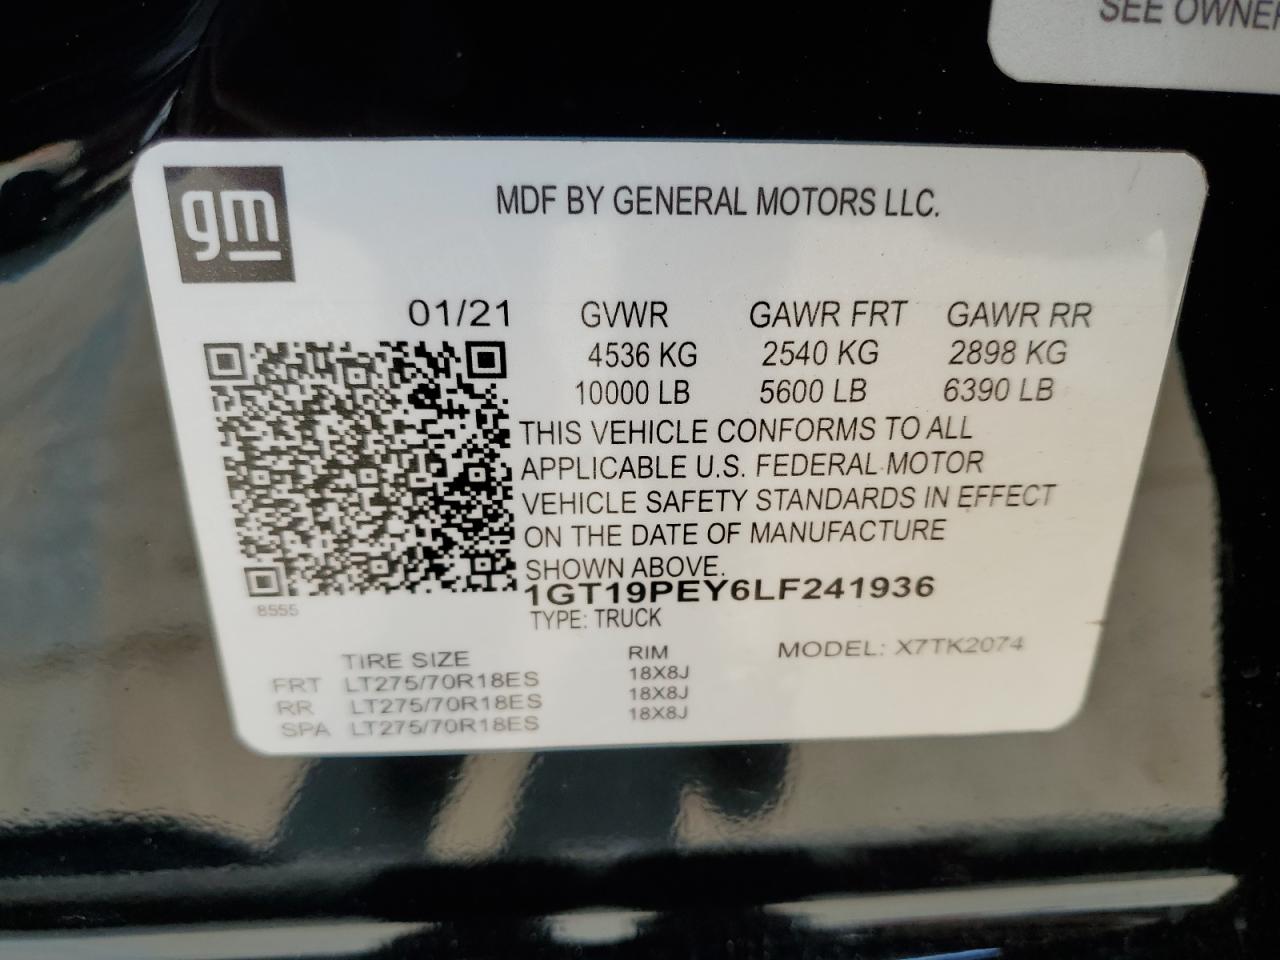 SEE OWNER
gm
MDF BY GENERAL MOTORS LLC.
01/21 GVWR GAWR FRT GAWR RR
4536 KG 2540 KG 2898 KG
10000 LB 5600 LB 6390 LB
THIS VEHICLE CONFORMS TO ALL
APPLICABLE U.S. FEDERAL MOTOR
VEHICLE SAFETY STANDARDS IN EFFECT
ON THE DATE OF MANUFACTURE
SHOWN ABOVE.
1GT19PEY6LF241936
8555
TYPE: TRUCK
TIRE SIZE RIM MODEL: X7TK2074
FRT LT275/70R18ES 18X8J
RR LT275/70R18ES 18X8J
SPA LT275/70R18ES 18X8J